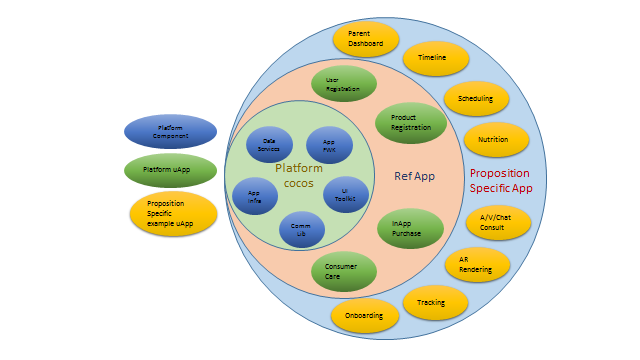 Parent
Dashboard
Timeline
User
Registration
Scheduling
Product
Registration
Platform
Component
Nutrition
Data
Services
App
FWK
Platform uApp
Platform
cocos
Ref App
Proposition
Specific App
App
Infra
UI
Toolkit
Proposition
Specific
example uApp
A/V/Chat
Consult
Comm
Lib
InApp
Purchase
Consumer
Care
AR
Rendering
Tracking
Onboarding